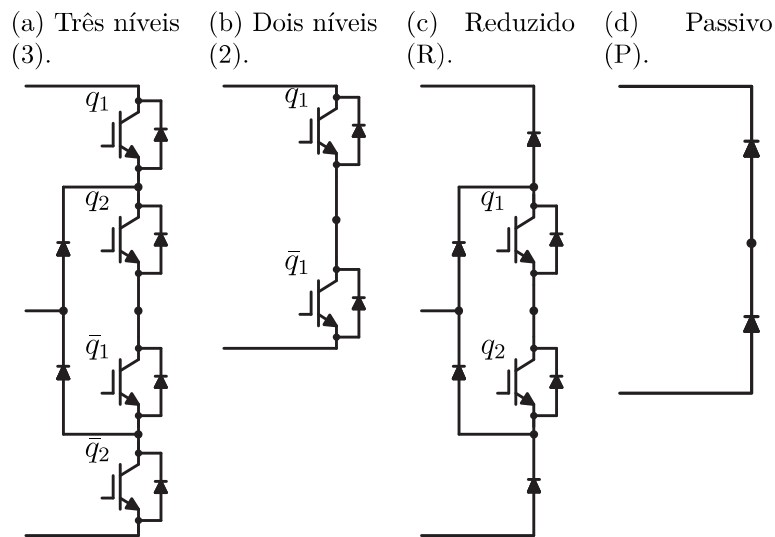 (a) Três níveis (3).
(b) Dois níveis (2).
(c) Reduzido (R).
(d) Passivo (P).
q1
q2
q̄1
q̄2
q1
q̄1
q1
q2